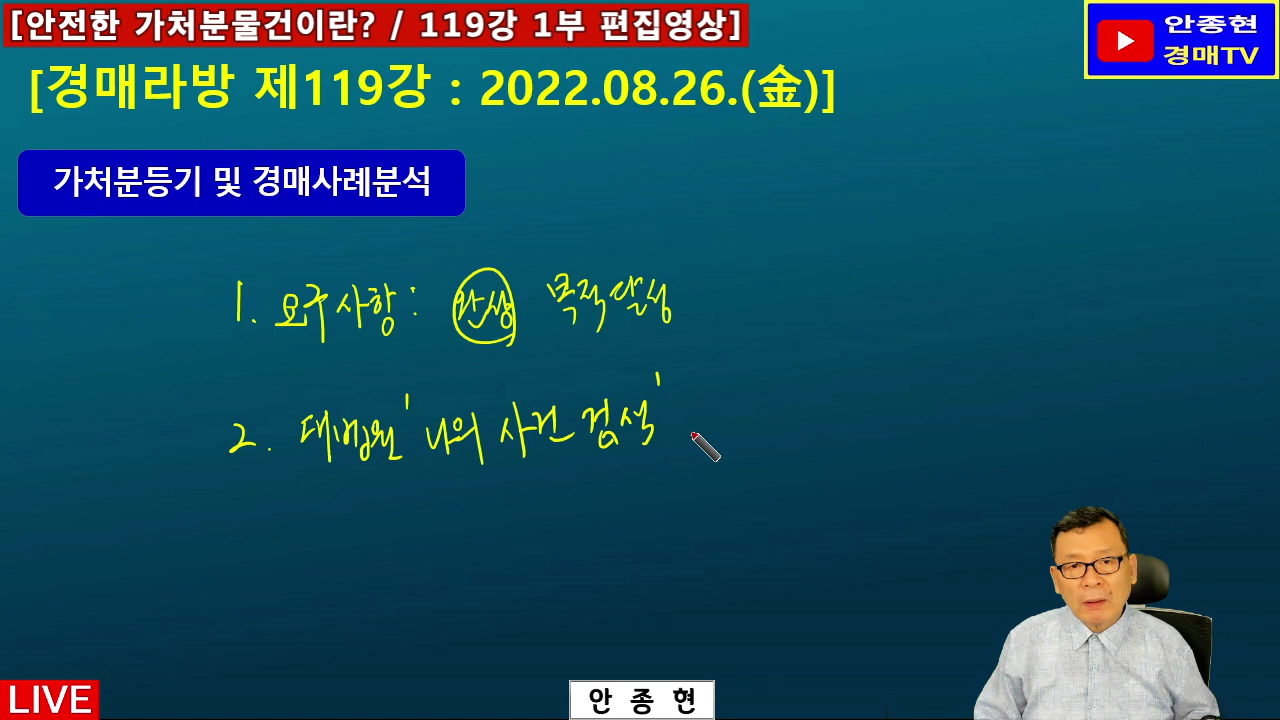 [안전한 가처분물건이란? / 119강 1부 편집영상]
안종현
경매TV
[경매라방 제119강 : 2022.08.26.(金)]
가처분등기 및 경매사례분석
1. 요구사항 : 완성 목적달성
2. 대법원 '나의 사건 검색'
LIVE
안 종 현